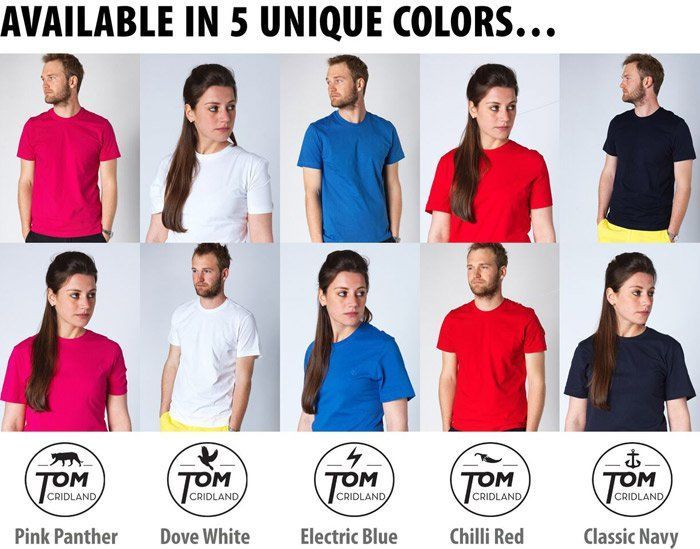 AVAILABLE IN 5 UNIQUE COLORS...
TOM
CRIDLAND
TOM
CRIDLAND
TOM
CRIDLAND
TOM
CRIDLAND
TOM
CRIDLAND
Pink Panther Dove White Electric Blue Chilli Red Classic Navy